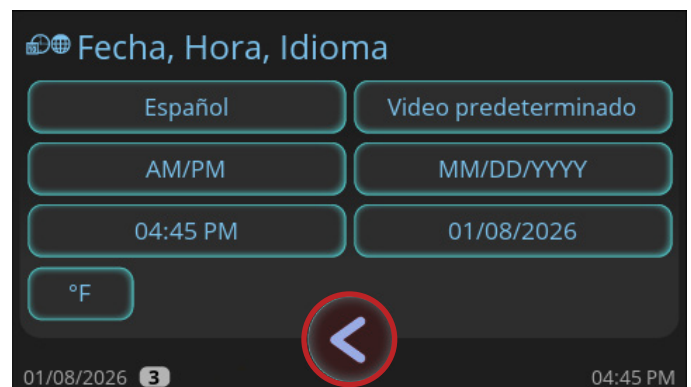 Fecha, Hora, Idioma
Español Video predeterminado
AM/PM MM/DD/YYYY
04:45 PM 01/08/2026
°F
01/08/2026 3 04:45 PM